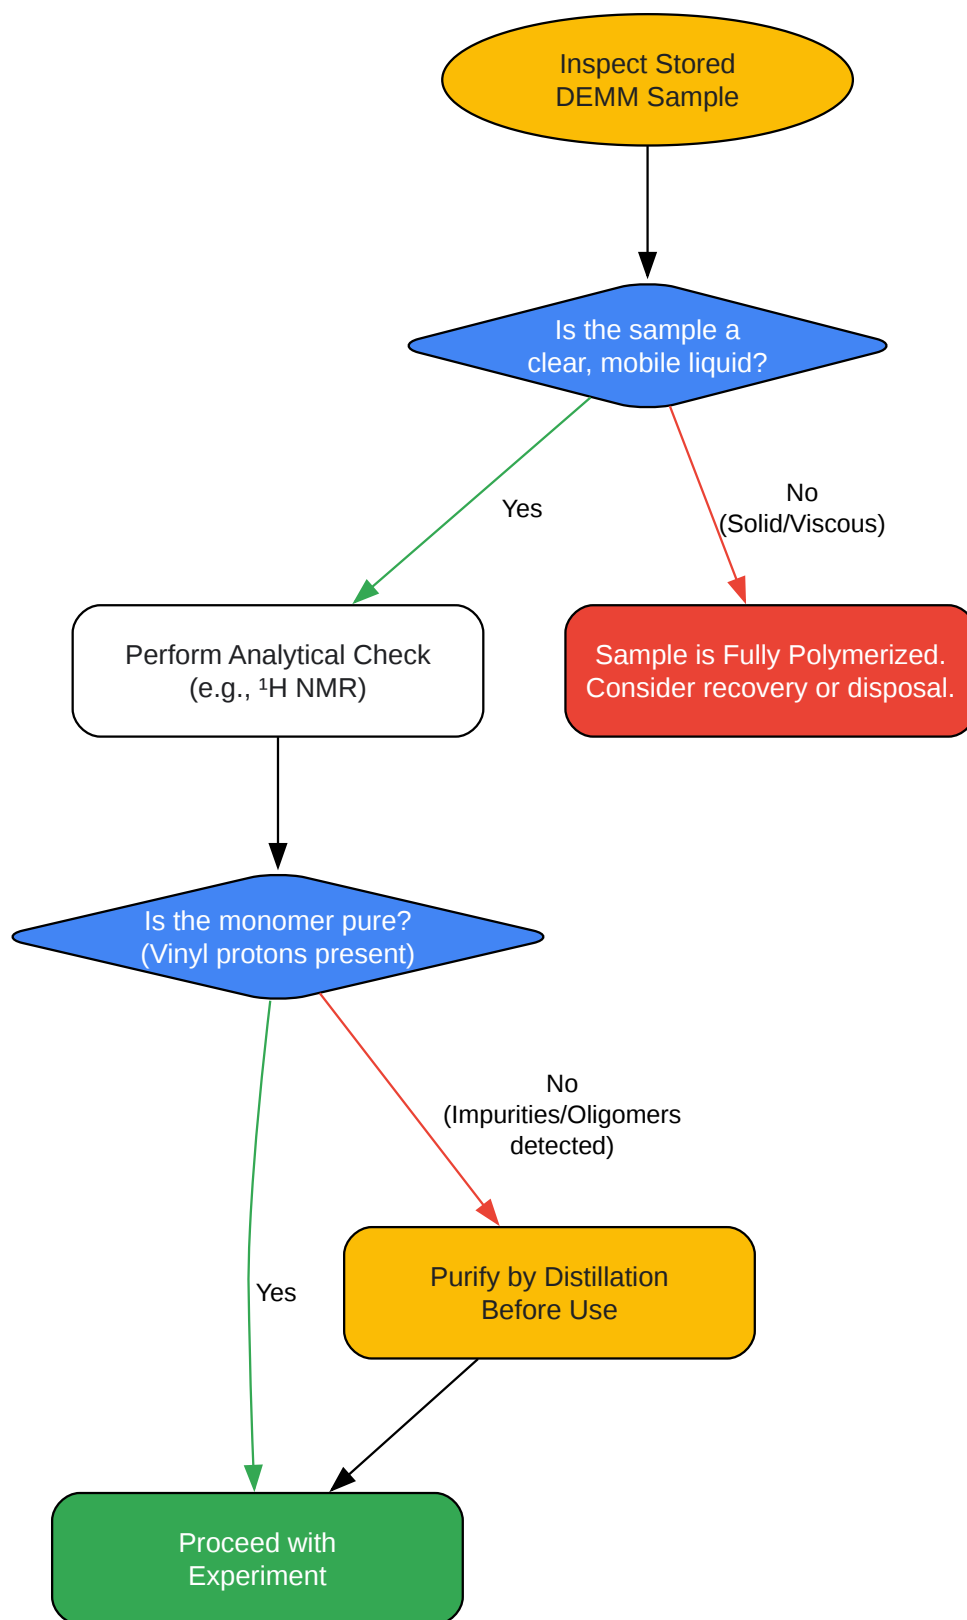 Inspect Stored
DEMM Sample
Is the sample a
clear, mobile liquid?
Yes
No
(Solid/Viscous)
Perform Analytical Check
(e.g., ¹H NMR)
Sample is Fully Polymerized.
Consider recovery or disposal.
Is the monomer pure?
(Vinyl protons present)
No
(Impurities/Oligomers
detected)
Yes
Purify by Distillation
Before Use
Proceed with
Experiment